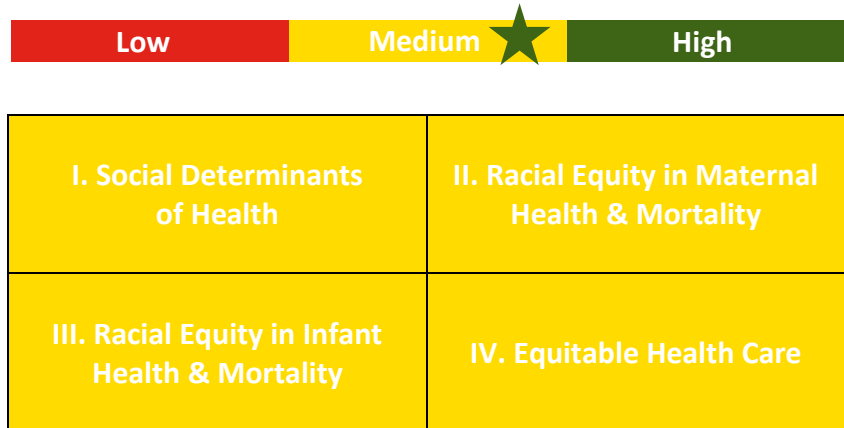 Low
Medium
High
I. Social Determinants
of Health
II. Racial Equity in Maternal
Health & Mortality
III. Racial Equity in Infant
Health & Mortality
IV. Equitable Health Care